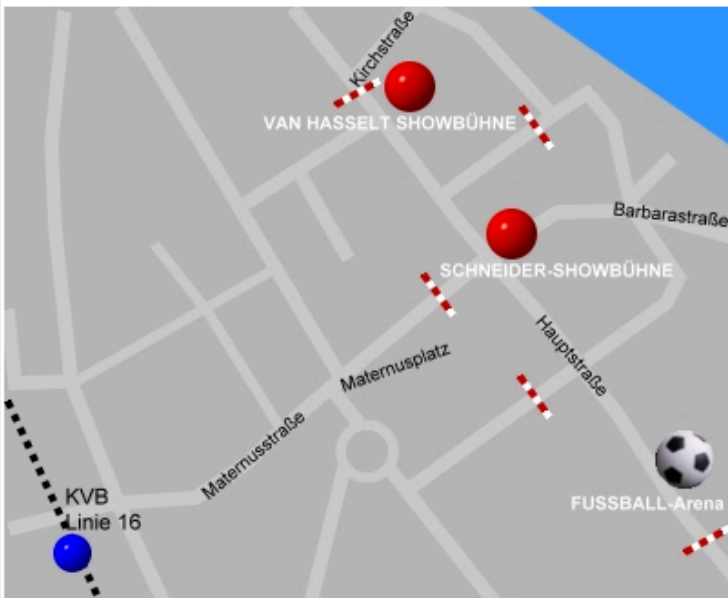 Kirchstraße
VAN HASSELT SHOWBÜHNE
Barbarastraße
SCHNEIDER-SHOWBÜHNE
Hauptstraße
Maternusplatz
Maternusstraße
KVB
Linie 16
FUSSBALL-Arena